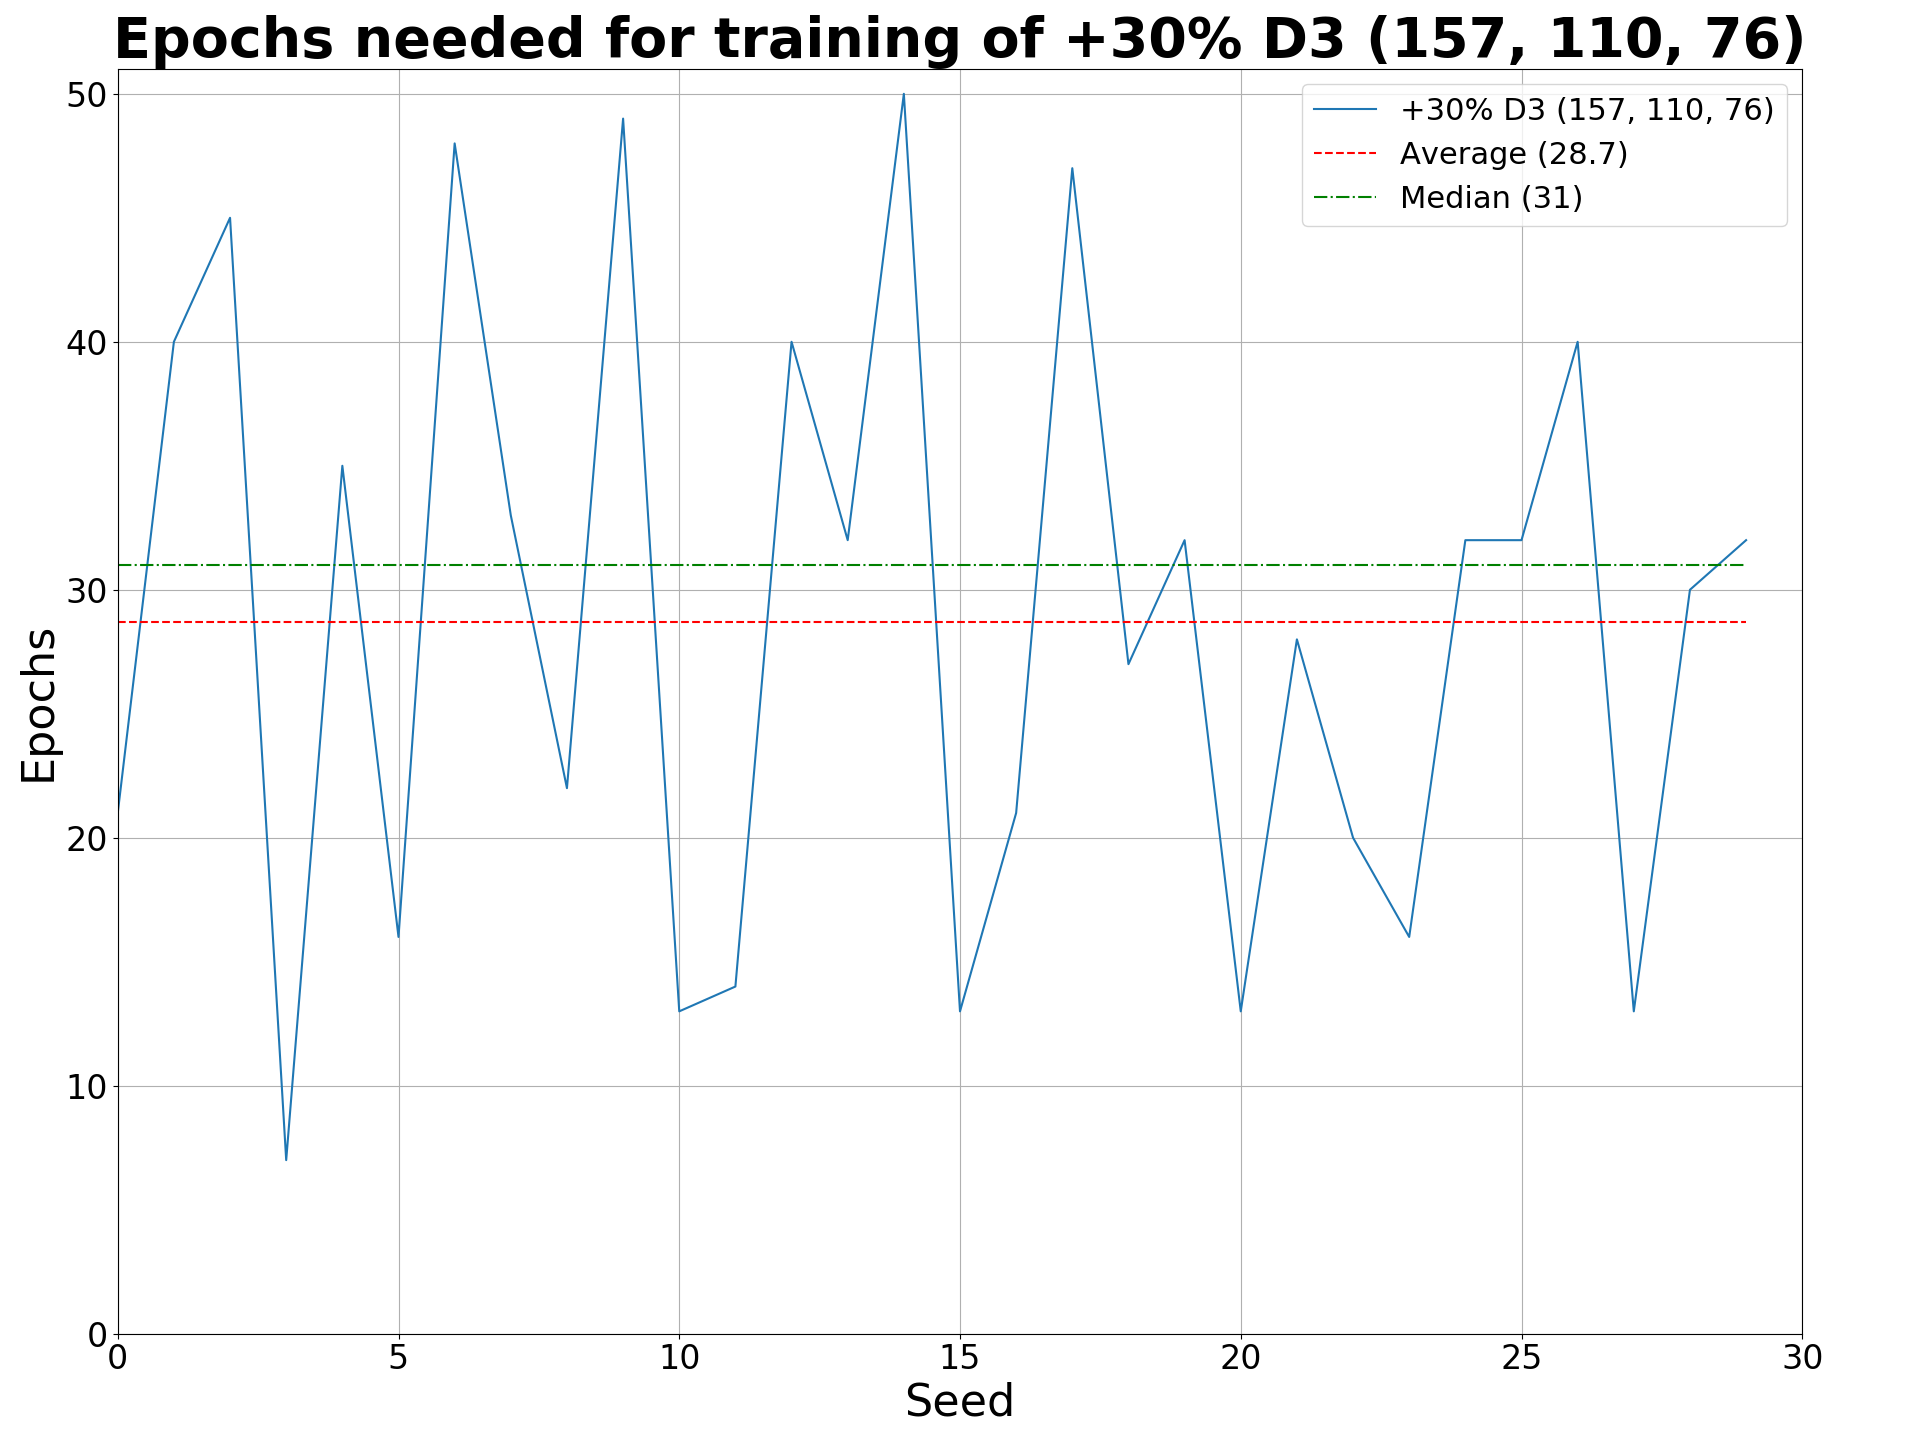 Epochs needed for training of +30% D3 (157, 110, 76)
+30% D3 (157, 110, 76)
Average (28.7)
Median (31)
50
40
30
20
10
0
Epochs
0 5 10 15 20 25 30
Seed